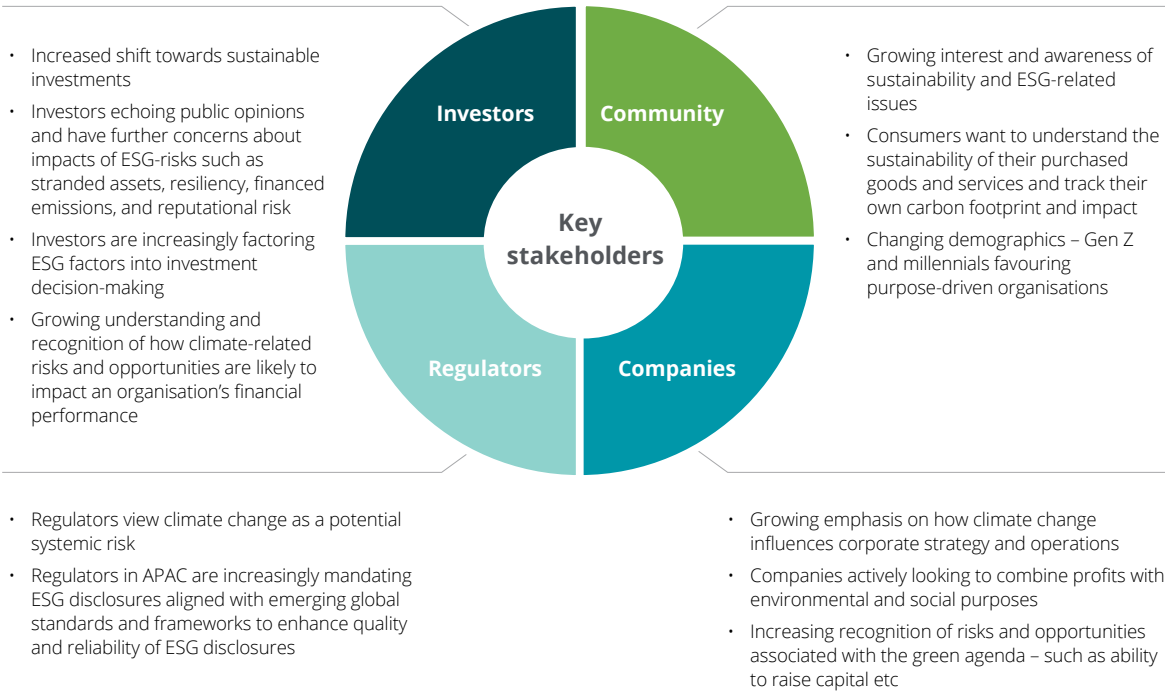 • Increased shift towards sustainable
investments
• Investors echoing public opinions
and have further concerns about
impacts of ESG-risks such as
stranded assets, resiliency, financed
emissions, and reputational risk
• Investors are increasingly factoring
ESG factors into investment
decision-making
• Growing understanding and
recognition of how climate-related
risks and opportunities are likely to
impact an organisation’s financial
performance
Investors
Community
Key
stakeholders
Regulators
Companies
• Growing interest and awareness of
sustainability and ESG-related
issues
• Consumers want to understand the
sustainability of their purchased
goods and services and track their
own carbon footprint and impact
• Changing demographics – Gen Z
and millennials favouring
purpose-driven organisations
• Regulators view climate change as a potential
systemic risk
• Regulators in APAC are increasingly mandating
ESG disclosures aligned with emerging global
standards and frameworks to enhance quality
and reliability of ESG disclosures
• Growing emphasis on how climate change
influences corporate strategy and operations
• Companies actively looking to combine profits with
environmental and social purposes
• Increasing recognition of risks and opportunities
associated with the green agenda – such as ability
to raise capital etc